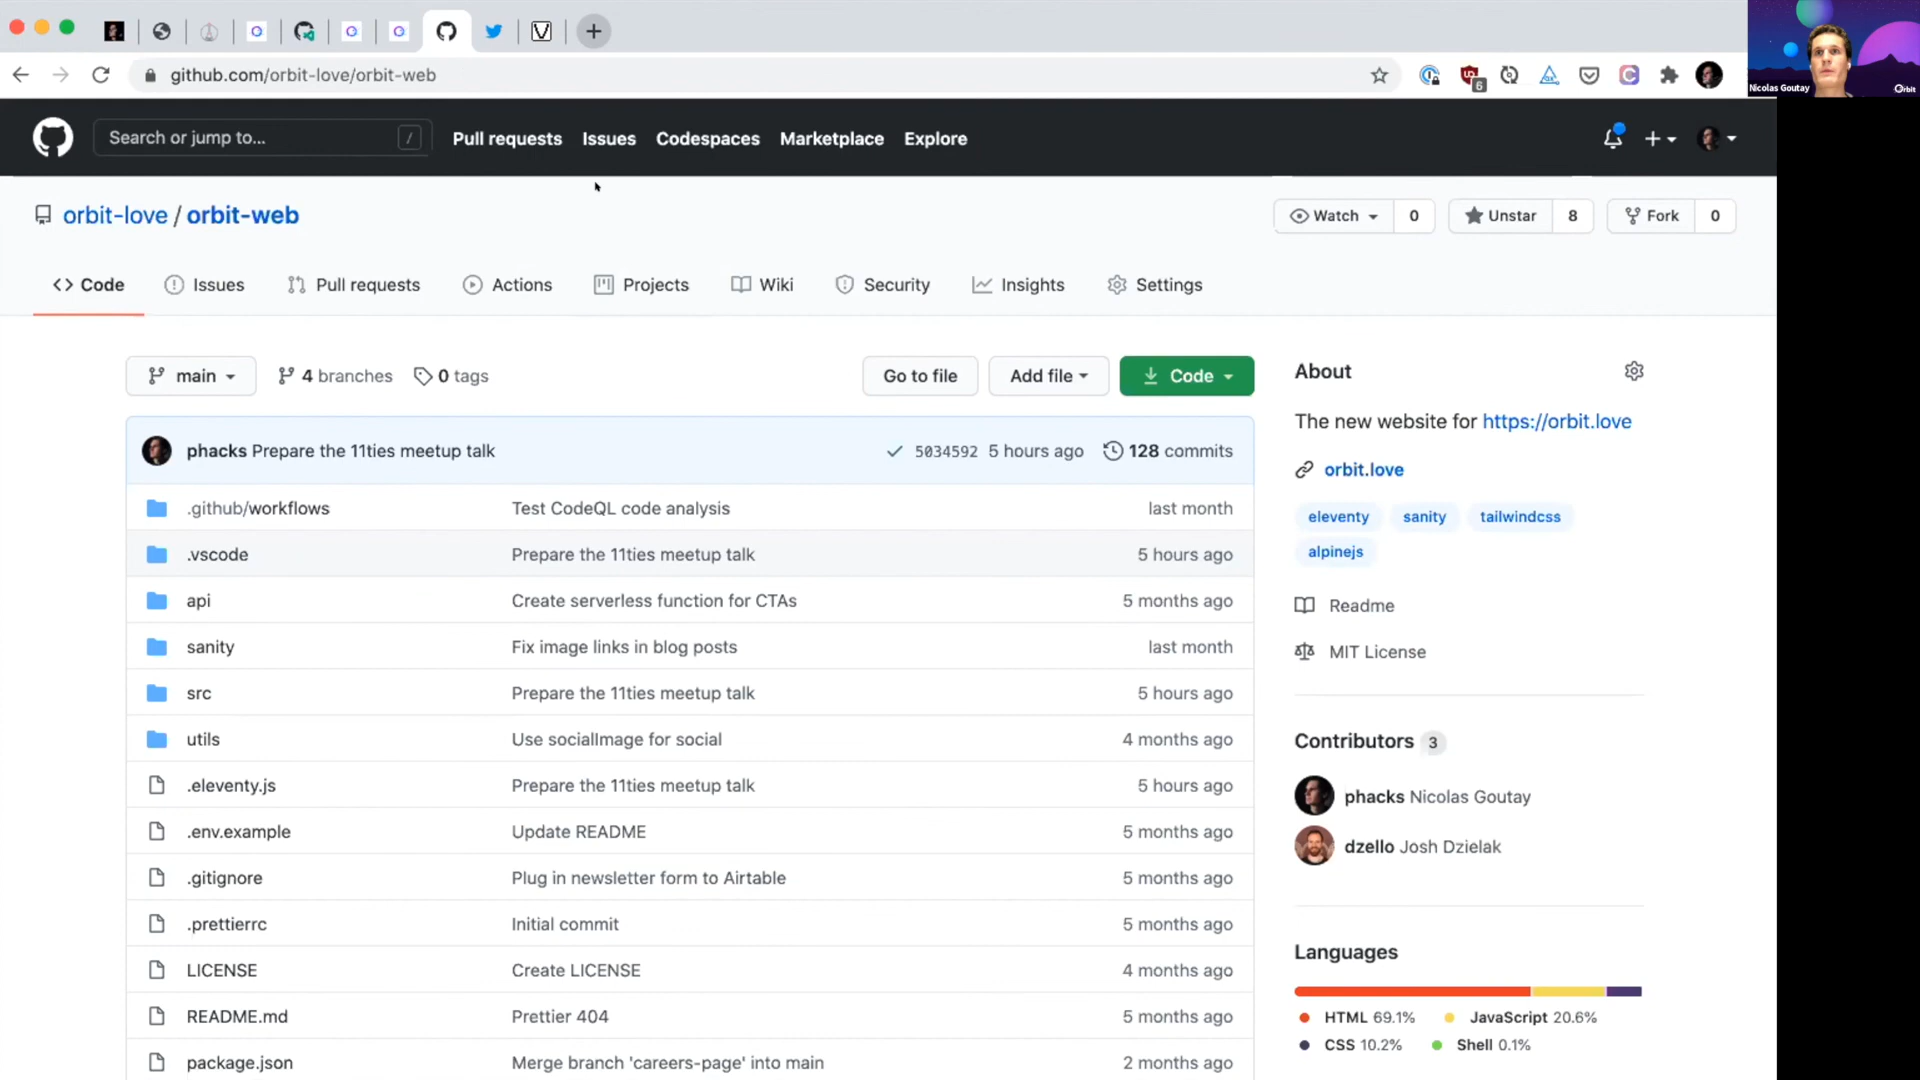 github.com/orbit-love/orbit-web
6
Nicolas Goutay
Orbit
Search or jump to...
/
Pull requests
Issues
Codespaces
Marketplace
Explore
orbit-love / orbit-web
Watch
0
Unstar
8
Fork
0
Code
Issues
Pull requests
Actions
Projects
Wiki
Security
Insights
Settings
main
4 branches
0 tags
Go to file
Add file
Code
phacks Prepare the 11ties meetup talk
5034592 5 hours ago
128 commits
.github/workflows Test CodeQL code analysis last month
.vscode Prepare the 11ties meetup talk 5 hours ago
api Create serverless function for CTAs 5 months ago
sanity Fix image links in blog posts last month
src Prepare the 11ties meetup talk 5 hours ago
utils Use socialImage for social 4 months ago
.eleventy.js Prepare the 11ties meetup talk 5 hours ago
.env.example Update README 5 months ago
.gitignore Plug in newsletter form to Airtable 5 months ago
.prettierrc Initial commit 5 months ago
LICENSE Create LICENSE 4 months ago
README.md Prettier 404 5 months ago
package.json Merge branch 'careers-page' into main 2 months ago
About
The new website for https://orbit.love
orbit.love
eleventy sanity tailwindcss
alpinejs
Readme
MIT License
Contributors 3
phacks Nicolas Goutay
dzello Josh Dzielak
Languages
HTML 69.1% JavaScript 20.6%
CSS 10.2% Shell 0.1%